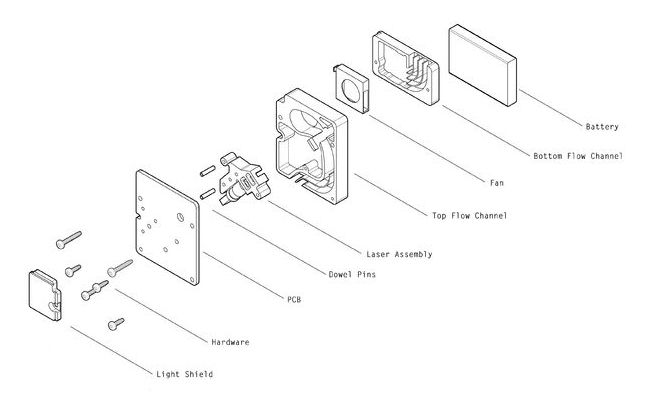 Battery
Bottom Flow Channel
Fan
Top Flow Channel
Laser Assembly
Dowel Pins
PCB
Hardware
Light Shield